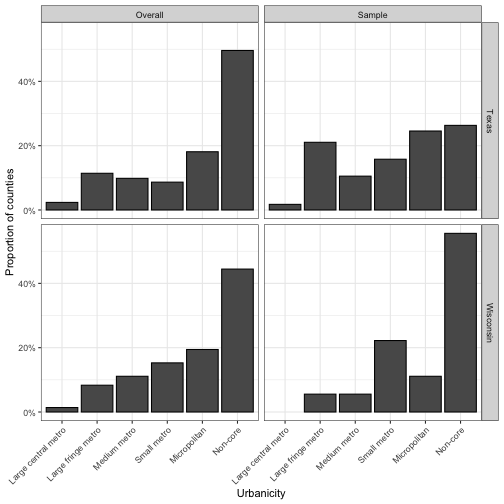 Overall
Sample
Proportion of counties
40%
20%
0%
Texas
40%
20%
0%
Wisconsin
Large central metro
Large fringe metro
Medium metro
Small metro
Micropolitan
Non-core
Large central metro
Large fringe metro
Medium metro
Small metro
Micropolitan
Non-core
Urbanicity